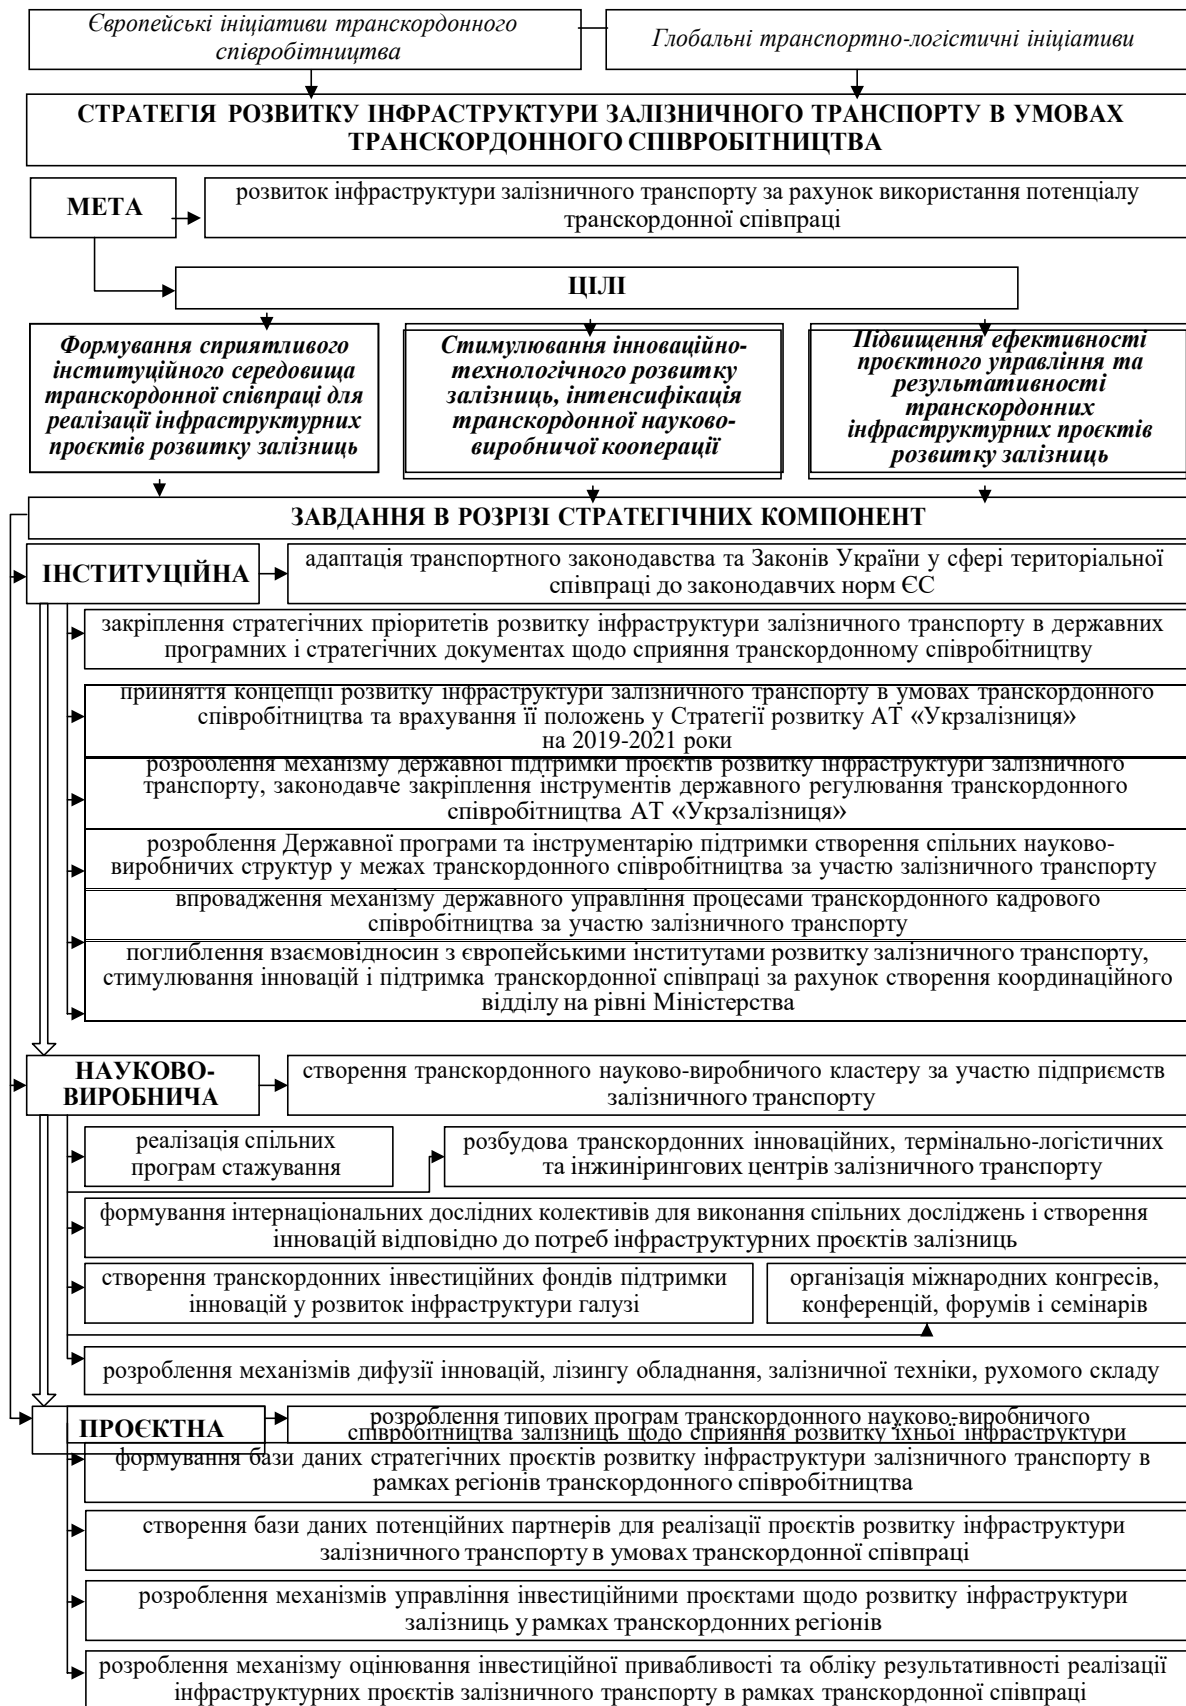 Європейські ініціативи транскордонного
співробітництва
Глобальні транспортно-логістичні ініціативи
СТРАТЕГІЯ РОЗВИТКУ ІНФРАСТРУКТУРИ ЗАЛІЗНИЧНОГО ТРАНСПОРТУ В УМОВАХ
ТРАНСКОРДОННОГО СПІВРОБІТНИЦТВА
МЕТА
розвиток інфраструктури залізничного транспорту за рахунок використання потенціалу
транскордонної співпраці
ЦІЛІ
Формування сприятливого
інституційного середовища
транскордонної співпраці для
реалізації інфраструктурних
проєктів розвитку залізниць
Стимулювання інноваційно-
технологічного розвитку
залізниць, інтенсифікація
транскордонної науково-
виробничої кооперації
Підвищення ефективності
проєктного управління та
результативності
транскордонних
інфраструктурних проєктів
розвитку залізниць
ЗАВДАННЯ В РОЗРІЗІ СТРАТЕГІЧНИХ КОМПОНЕНТ
ІНСТИТУЦІЙНА
адаптація транспортного законодавства та Законів України у сфері територіальної
співпраці до законодавчих норм ЄС
закріплення стратегічних пріоритетів розвитку інфраструктури залізничного транспорту в державних
програмних і стратегічних документах щодо сприяння транскордонному співробітництву
прийняття концепції розвитку інфраструктури залізничного транспорту в умовах транскордонного
співробітництва та врахування її положень у Стратегії розвитку АТ «Укрзалізниця»
на 2019-2021 роки
розроблення механізму державної підтримки проєктів розвитку інфраструктури залізничного
транспорту, законодавче закріплення інструментів державного регулювання транскордонного
співробітництва АТ «Укрзалізниця»
розроблення Державної програми та інструментарію підтримки створення спільних науково-
виробничих структур у межах транскордонного співробітництва за участю залізничного транспорту
впровадження механізму державного управління процесами транскордонного кадрового
співробітництва за участю залізничного транспорту
поглиблення взаємовідносин з європейськими інститутами розвитку залізничного транспорту,
стимулювання інновацій і підтримка транскордонної співпраці за рахунок створення координаційного
відділу на рівні Міністерства
НАУКОВО-
ВИРОБНИЧА
створення транскордонного науково-виробничого кластеру за участю підприємств
залізничного транспорту
реалізація спільних
програм стажування
розбудова транскордонних інноваційних, термінально-логістичних
та інжинірингових центрів залізничного транспорту
формування інтернаціональних дослідних колективів для виконання спільних досліджень і створення
інновацій відповідно до потреб інфраструктурних проєктів залізниць
створення транскордонних інвестиційних фондів підтримки
інновацій у розвиток інфраструктури галузі
організація міжнародних конгресів,
конференцій, форумів і семінарів
розроблення механізмів дифузії інновацій, лізингу обладнання, залізничної техніки, рухомого складу
ПРОЄКТНА
розроблення типових програм транскордонного науково-виробничого
співробітництва залізниць щодо сприяння розвитку їхньої інфраструктури
формування бази даних стратегічних проєктів розвитку інфраструктури залізничного транспорту в
рамках регіонів транскордонного співробітництва
створення бази даних потенційних партнерів для реалізації проєктів розвитку інфраструктури
залізничного транспорту в умовах транскордонної співпраці
розроблення механізмів управління інвестиційними проєктами щодо розвитку інфраструктури
залізниць у рамках транскордонних регіонів
розроблення механізму оцінювання інвестиційної привабливості та обліку результативності реалізації
інфраструктурних проєктів залізничного транспорту в рамках транскордонної співпраці